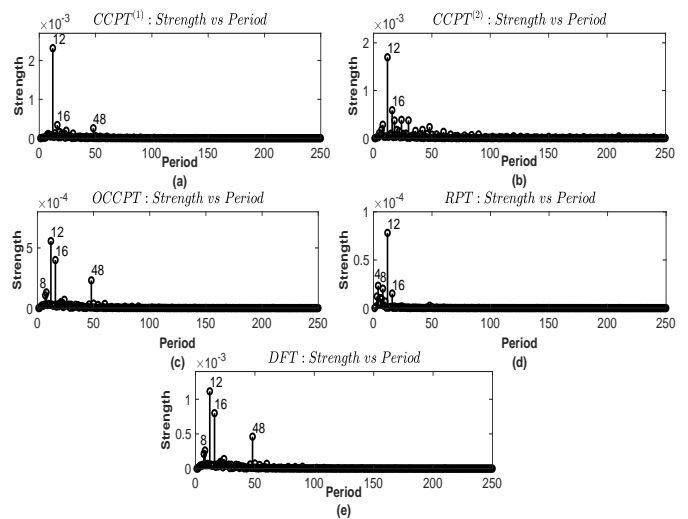 CCPT(1) : Strength vs Period
×10-3
2
1
0
Strength
12
16
48
0 50 100 150 200 250
Period
(a)
CCPT(2) : Strength vs Period
×10-3
2
1
0
Strength
12
16
0 50 100 150 200 250
Period
(b)
OCCPT : Strength vs Period
×10-4
5
0
Strength
8
12
16
48
0 50 100 150 200 250
Period
(c)
RPT : Strength vs Period
×10-4
1
0.5
0
Strength
4
8
12
16
0 50 100 150 200 250
Period
(d)
DFT : Strength vs Period
×10-3
1
0.5
0
Strength
8
12
16
48
0 50 100 150 200 250
Period
(e)